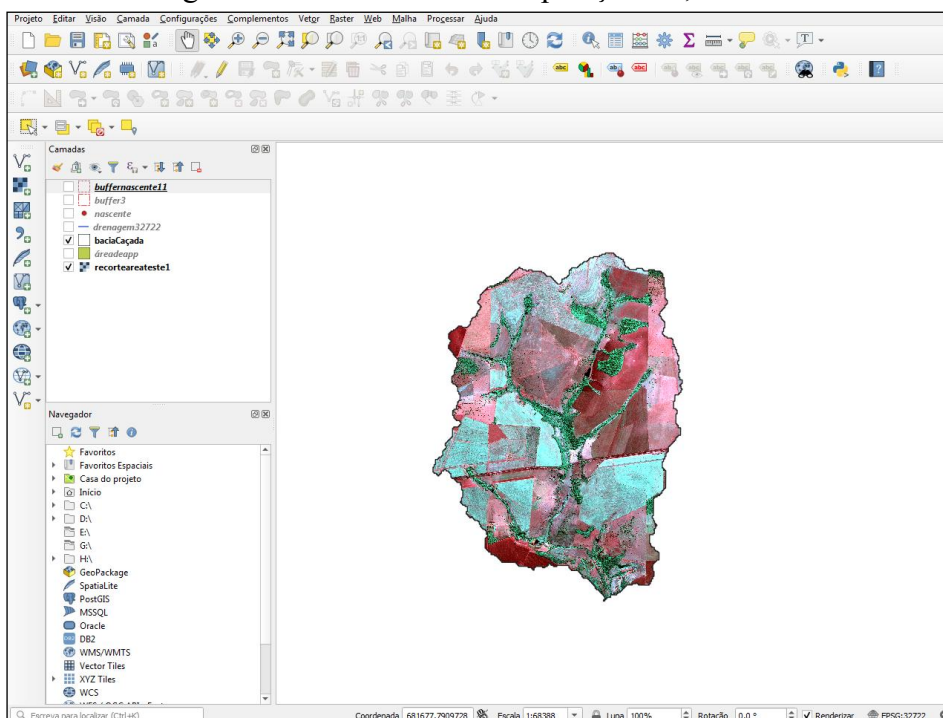 Projeto Editar Visão Camada Configurações Complementos Vetor Raster Web Malha Processar Ajuda
Camadas
buffernascente11
buffer3
nascente
drenagem32722
baciaCaçada
áreadeapp
recorteareateste1
Navegador
Favoritos
Favoritos Espaciais
Casa do projeto
Início
C:\
D:\
E:\
G:\
H:\
GeoPackage
SpatiaLite
PostGIS
MSSQL
Oracle
DB2
WMS/WMTS
Vector Tiles
XYZ Tiles
WCS
Escreva para localizar (Ctrl+K) Coordenada 681677.7909728 Escala 1:68388 Lupa 100% Rotação 0,0 ° Renderizar EPSG:32722